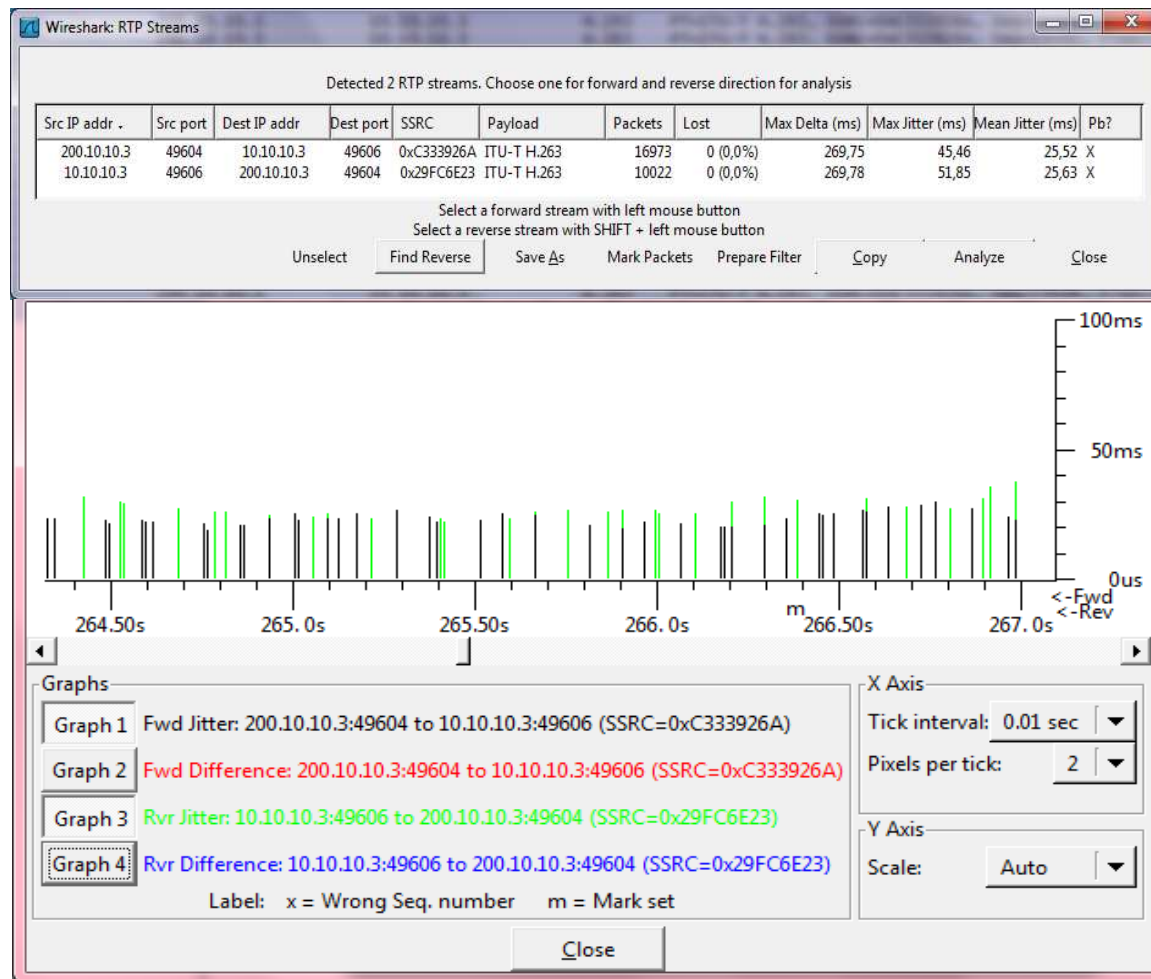 Wireshark: RTP Streams
Detected 2 RTP streams. Choose one for forward and reverse direction for analysis
Src IP addr . Src port Dest IP addr Dest port SSRC Payload Packets Lost Max Delta (ms) Max Jitter (ms) Mean Jitter (ms) Pb?
200.10.10.3 49604 10.10.10.3 49606 0xC333926A ITU-T H.263 16973 0 (0,0%) 269,75 45,46 25,52 X
10.10.10.3 49606 200.10.10.3 49604 0x29FC6E23 ITU-T H.263 10022 0 (0,0%) 269,78 51,85 25,63 X
Select a forward stream with left mouse button
Select a reverse stream with SHIFT + left mouse button
Unselect Find Reverse Save As Mark Packets Prepare Filter Copy Analyze Close
100ms
50ms
0us
<-Fwd
m <-Rev
264.50s 265.0s 265.50s 266.0s 266.50s 267.0s
Graphs
Graph 1 Fwd Jitter: 200.10.10.3:49604 to 10.10.10.3:49606 (SSRC=0xC333926A)
Graph 2 Fwd Difference: 200.10.10.3:49604 to 10.10.10.3:49606 (SSRC=0xC333926A)
Graph 3 Rvr Jitter: 10.10.10.3:49606 to 200.10.10.3:49604 (SSRC=0x29FC6E23)
Graph 4 Rvr Difference: 10.10.10.3:49606 to 200.10.10.3:49604 (SSRC=0x29FC6E23)
Label: x = Wrong Seq. number m = Mark set
X Axis
Tick interval: 0.01 sec
Pixels per tick: 2
Y Axis
Scale: Auto
Close